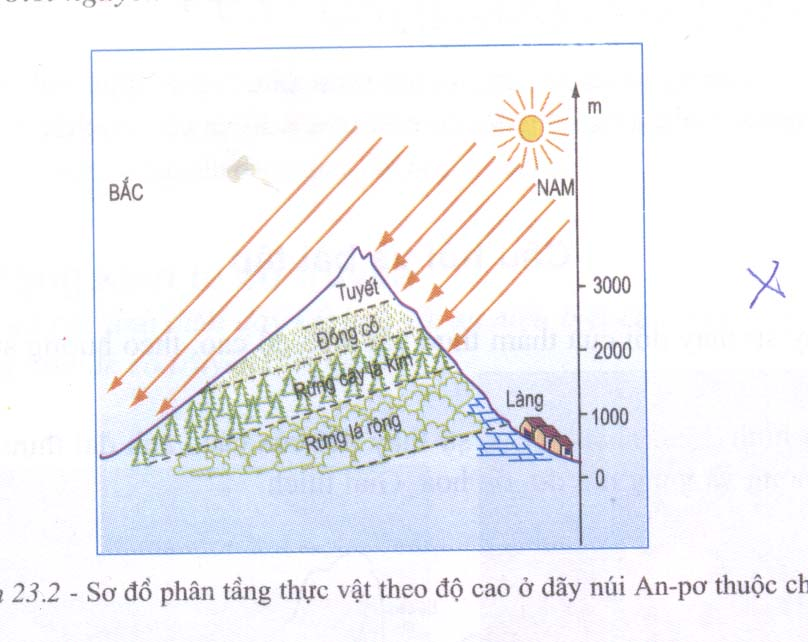 m
BẮC
NAM
3000
Tuyết
Đồng cỏ
2000
Rừng cây lá kim
Làng
1000
Rừng lá rộng
0
23.2 - Sơ đồ phân tầng thực vật theo độ cao ở dãy núi An-pơ thuộc